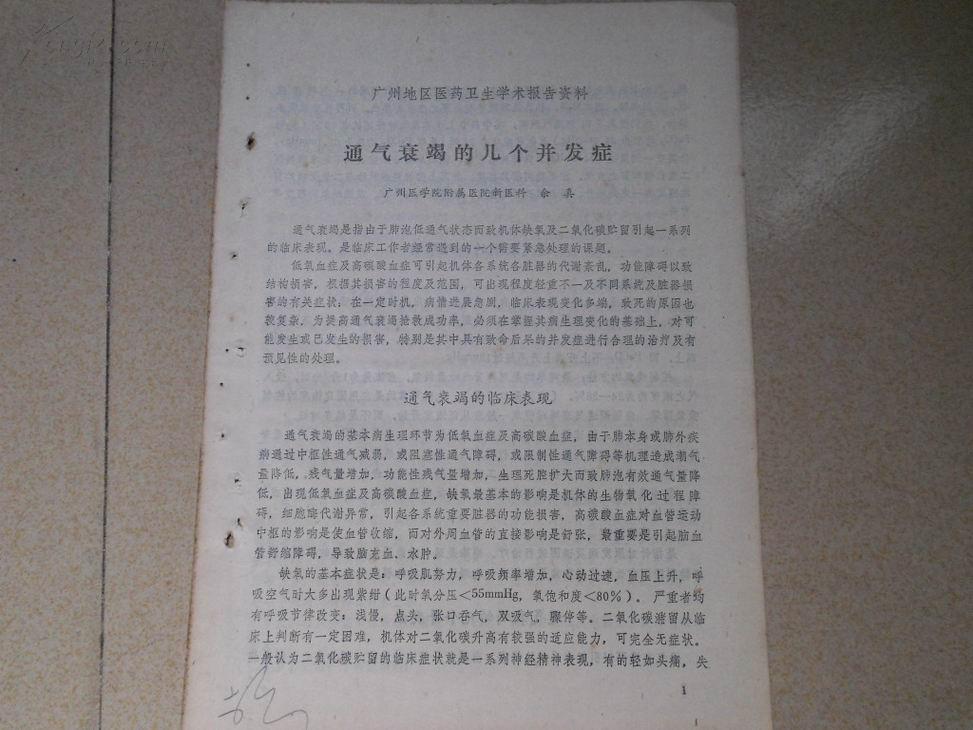 广州地区医药卫生学术报告资料
通气衰竭的几个并发症
广州医学院附属医院新医科 余真
通气衰竭是指由于肺泡低通气状态而致机体缺氧及二氧化碳贮留引起一系列
的临床表现。是临床工作者经常遇到的一个需要紧急处理的课题。
低氧血症及高碳酸血症可引起机体各系统各脏器的代谢紊乱，功能障碍以致
结构损害，根据其损害的程度及范围，可出现程度轻重不一及不同系统及脏器损
害的有关症状；在一定时机，病情进展急剧，临床表现变化多端，致死的原因也
较复杂，为提高通气衰竭抢救成功率，必须在掌握其病生理变化的基础上，对可
能发生或已发生的损害，特别是其中具有致命后果的并发症进行合理的治疗及有
预见性的处理。
通气衰竭的临床表现
通气衰竭的基本病生理环节为低氧血症及高碳酸血症，由于肺本身或肺外疾
病通过中枢性通气减弱，或阻塞性通气障碍，或限制性通气障碍等机理造成潮气
量降低，残气量增加，功能性残气量增加，生理死腔扩大而致肺泡有效通气量降
低，出现低氧血症及高碳酸血症，缺氧最基本的影响是机体的生物氧化过程障
碍，细胞酶代谢异常，引起各系统重要脏器的功能损害，高碳酸血症对血管运动
中枢的影响是使血管收缩，而对外周血管的直接影响是舒张，最重要是引起脑血
管舒缩障碍，导致脑充血、水肿。
缺氧的基本症状是：呼吸肌努力，呼吸频率增加，心动过速，血压上升，呼
吸空气时大多出现紫绀（此时氧分压＜55mmHg，氧饱和度＜80%）。严重者均
有呼吸节律改变：浅慢，点头，张口吞气，双吸气，骤停等。二氧化碳潴留从临
床上判断有一定困难，机体对二氧化碳升高有较强的适应能力，可完全无症状。
一般认为二氧化碳贮留的临床症状就是一系列神经精神表现，有的轻如头痛，失
1